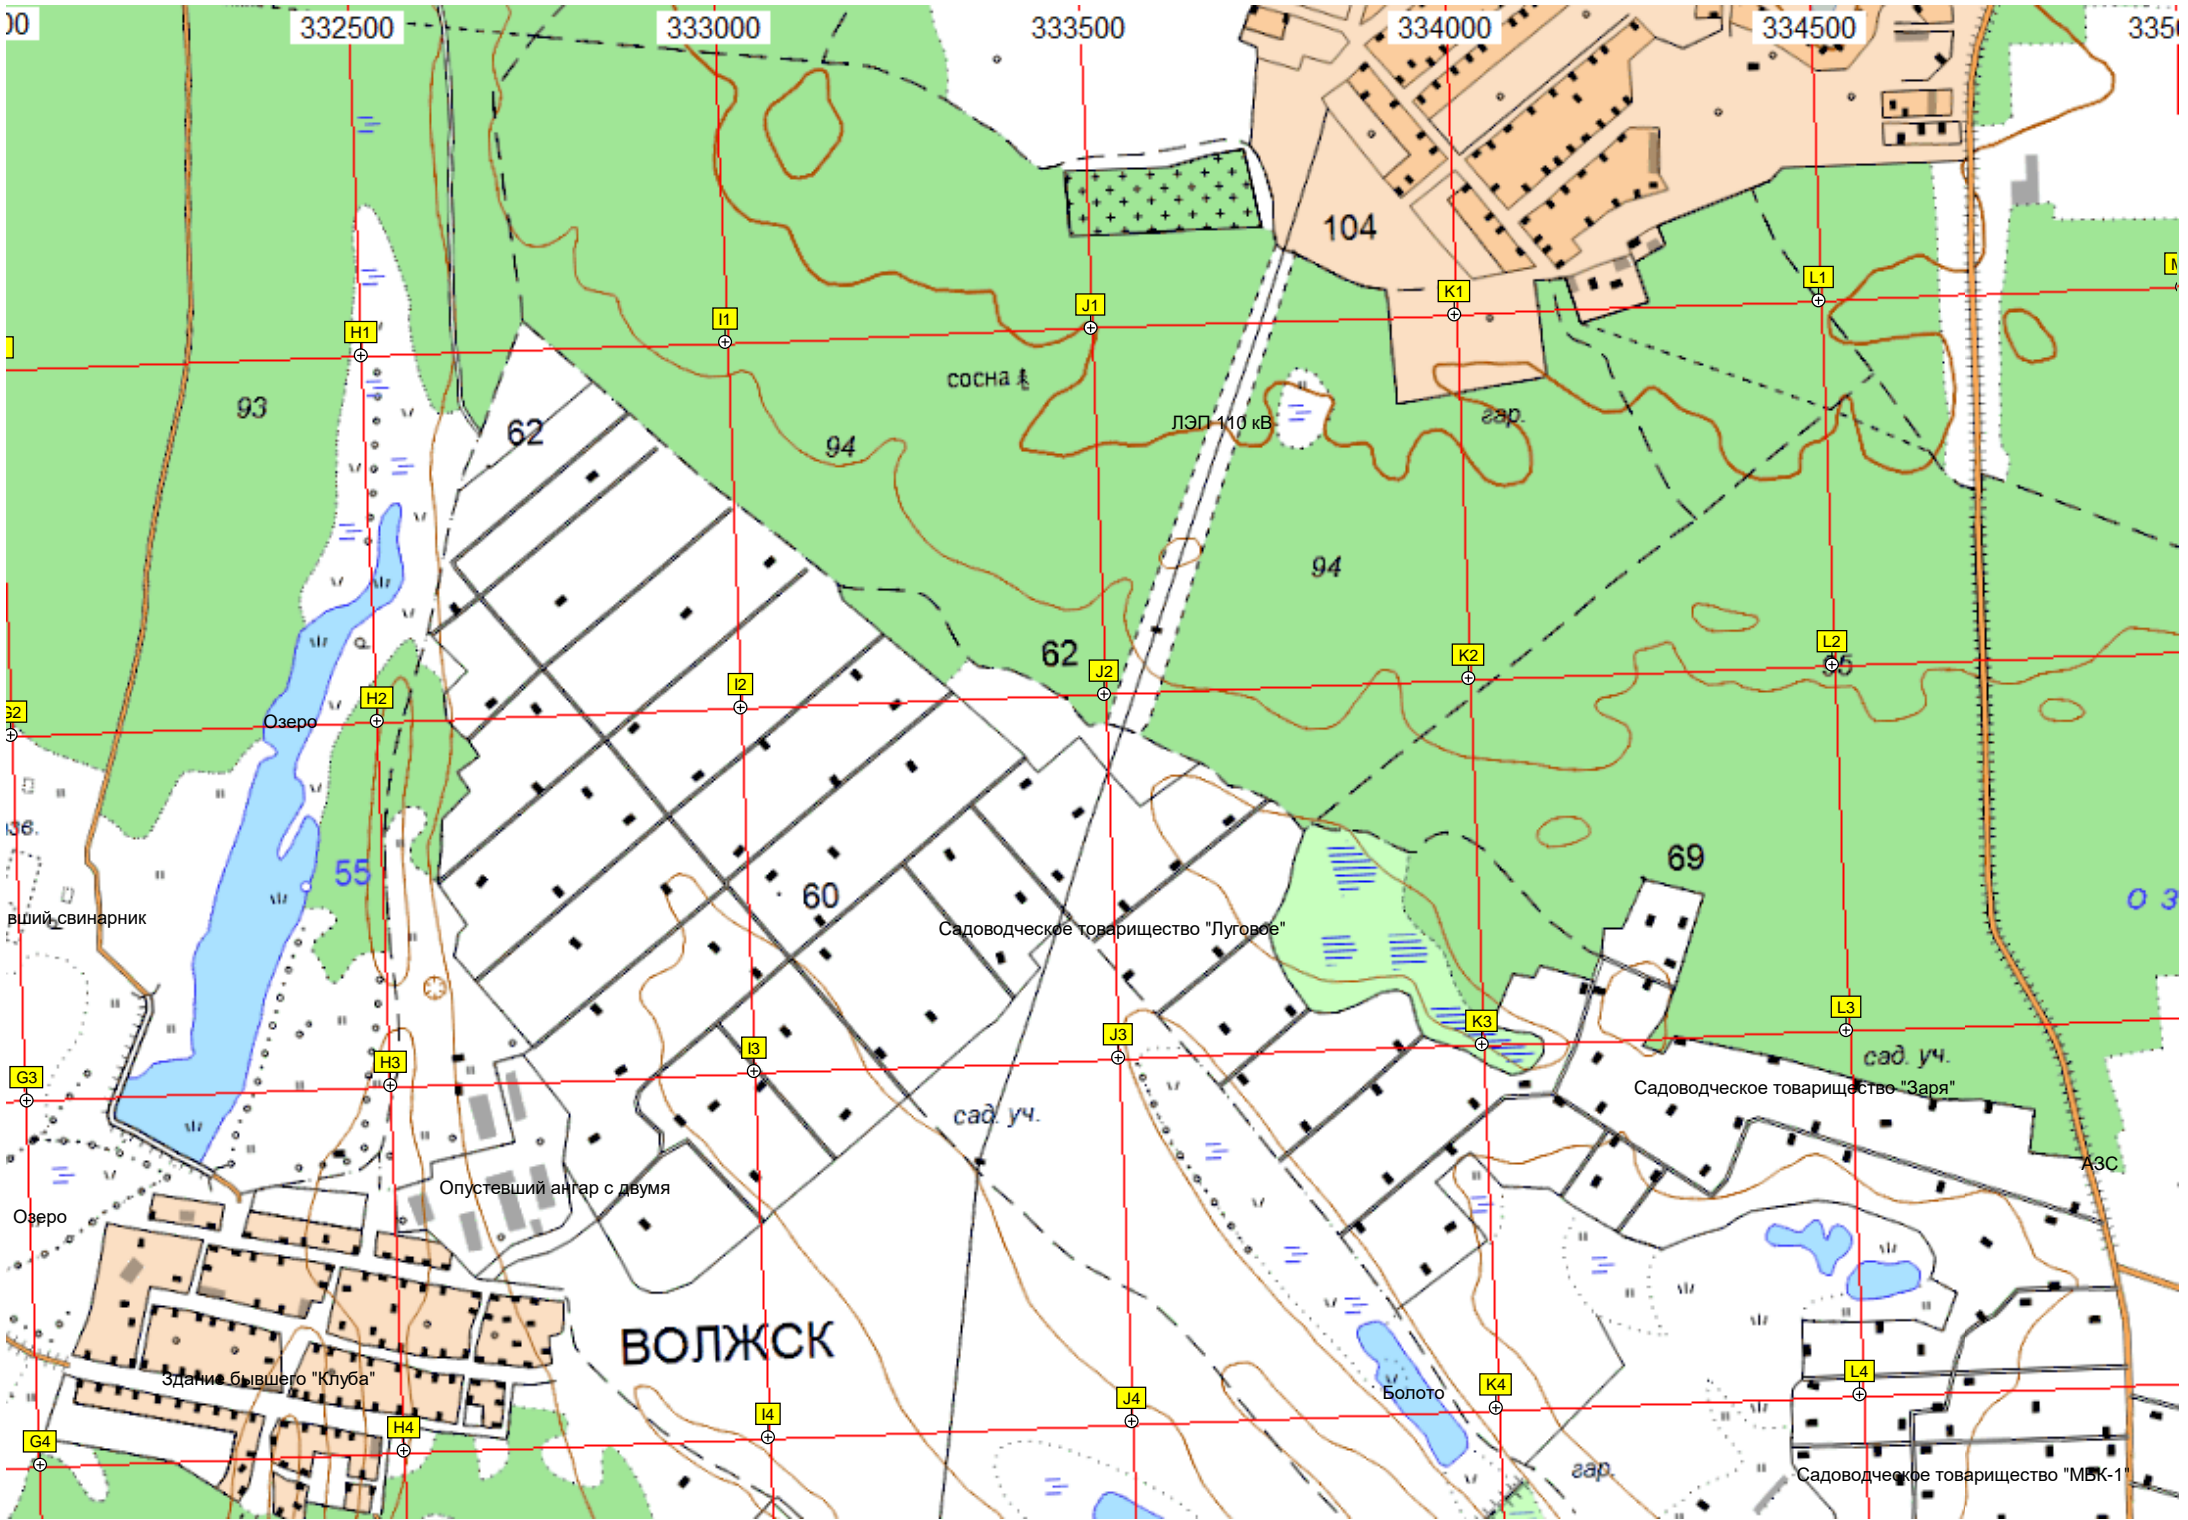 00
332500
333000
333500
334000
334500
104
H1
I1
J1
K1
L1
93
62
94
сосна
ЛЭП 110 кВ
гар.
94
62
G2
H2
I2
J2
K2
L2
95
Озеро
55
60
69
О З
вший свинарник
Садоводческое товарищество "Луговое"
G3
H3
I3
J3
K3
L3
сад. уч.
Садоводческое товарищество "Заря"
сад. уч.
АЗС
Опустевший ангар с двумя
Озеро
ВОЛЖСК
Здание бывшего "Клуба"
Болото
G4
H4
I4
J4
K4
L4
гар.
Садоводческое товарищество "МБК-1"